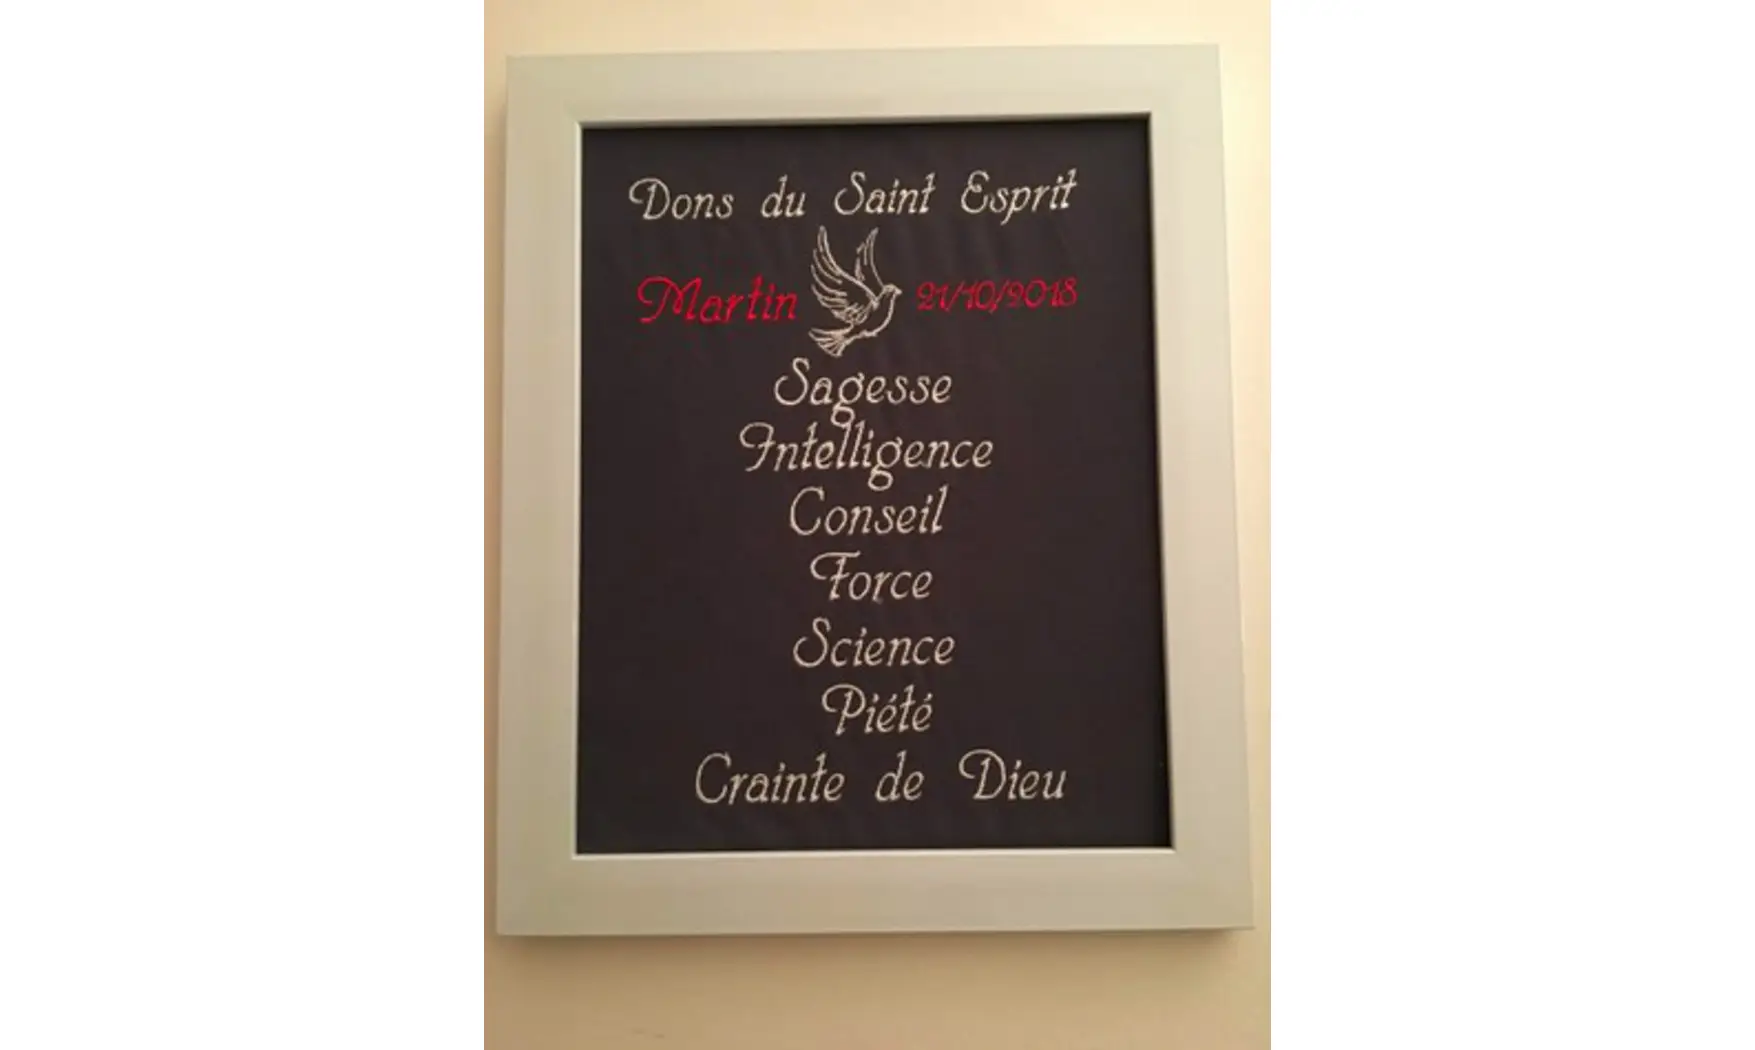 Dons du Saint Esprit
Martin 21/10/2018
Sagesse
Intelligence
Conseil
Force
Science
Piété
Crainte de Dieu